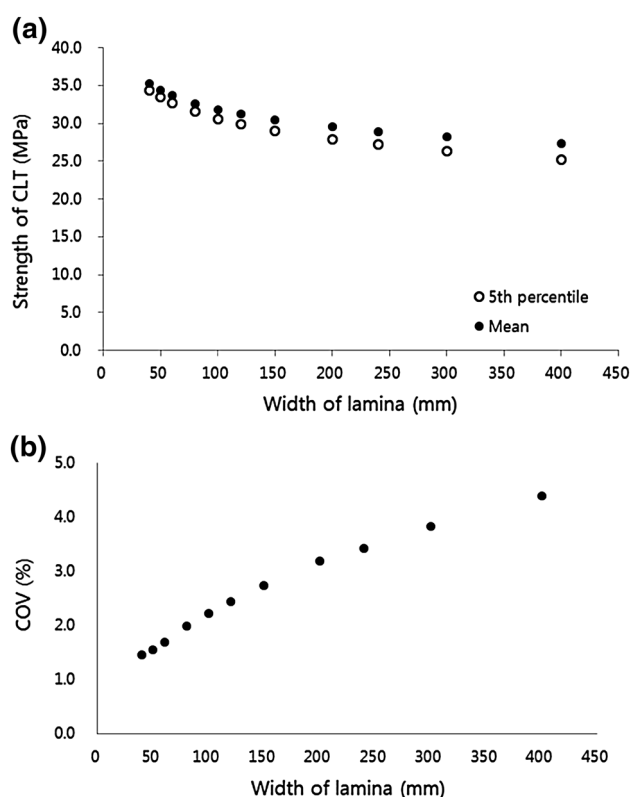 (a)
Strength of CLT (MPa)
40.0
35.0
30.0
25.0
20.0
15.0
10.0
5.0
0.0
5th percentile
Mean
0 50 100 150 200 250 300 350 400 450
Width of lamina (mm)
(b)
COV (%)
5.0
4.0
3.0
2.0
1.0
0.0
0 50 100 150 200 250 300 350 400 450
Width of lamina (mm)